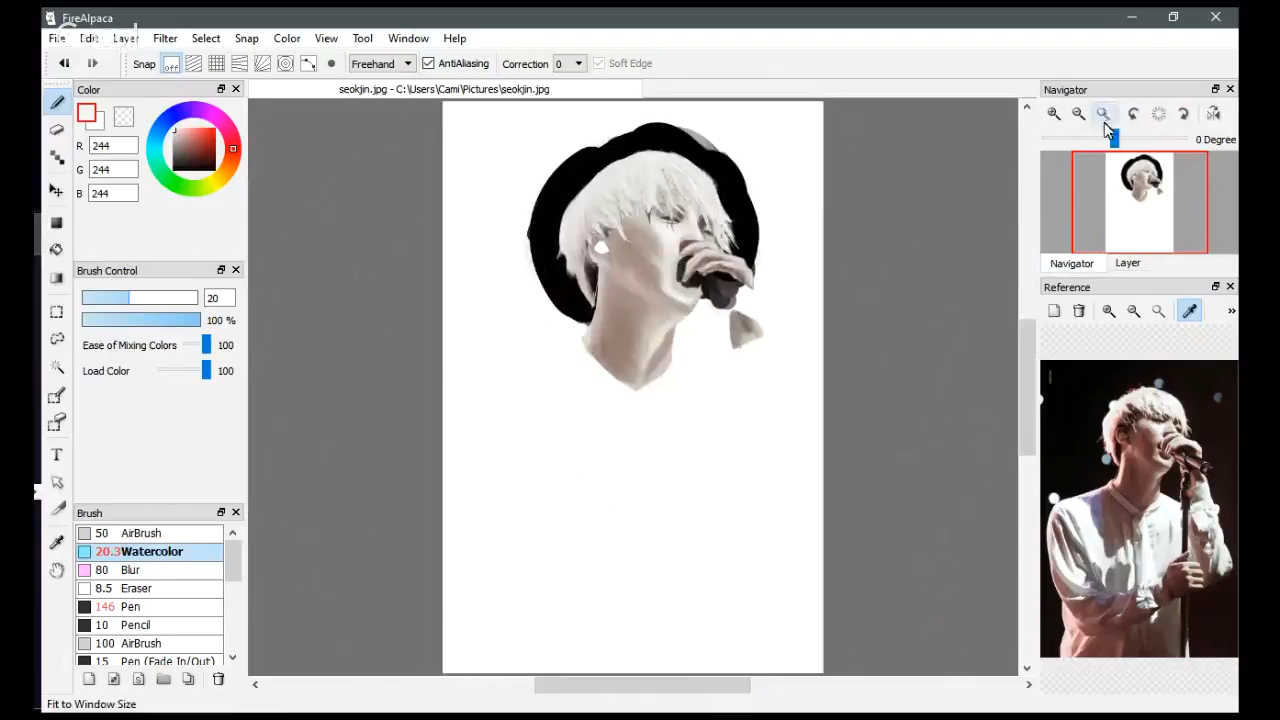 FireAlpaca
File Edit Layer Filter Select Snap Color View Tool Window Help
Snap off Freehand AntiAliasing Correction 0 Soft Edge
Color
seokjin.jpg - C:\Users\Cami\Pictures\seokjin.jpg
Navigator
R 244
G 244
B 244
0 Degree
Navigator Layer
Brush Control
20
100 %
Ease of Mixing Colors 100
Load Color 100
Reference
»
Brush
50 AirBrush
20.3 Watercolor
80 Blur
8.5 Eraser
146 Pen
10 Pencil
100 AirBrush
15 Pen (Fade In/Out)
T
Fit to Window Size